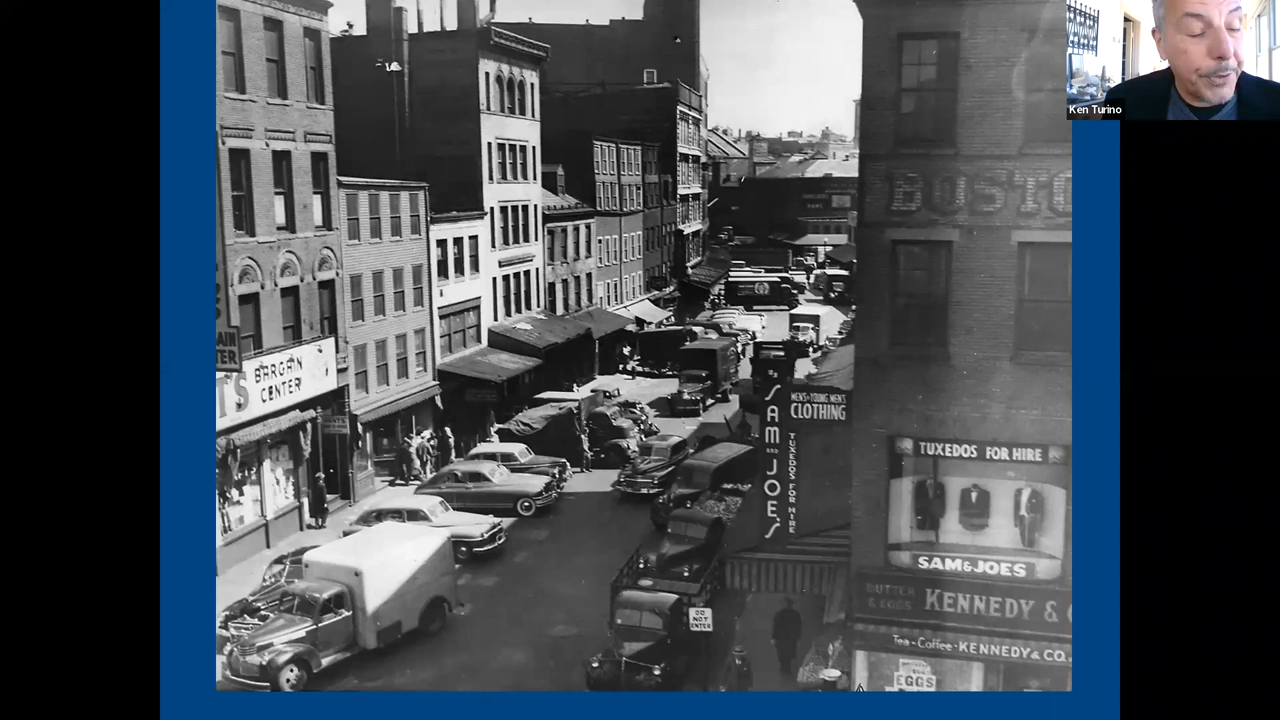 Ken Turino
BOSTO
BARGAIN
CENTER
MEN'S & YOUNG MEN'S
CLOTHING
SAM AND JOE'S
TUXEDOS FOR HIRE
TUXEDOS FOR HIRE
SAM & JOES
BUTTER
& EGGS
KENNEDY &
Tea - Coffee · KENNEDY & CO.
DO
NOT
ENTER
EGGS